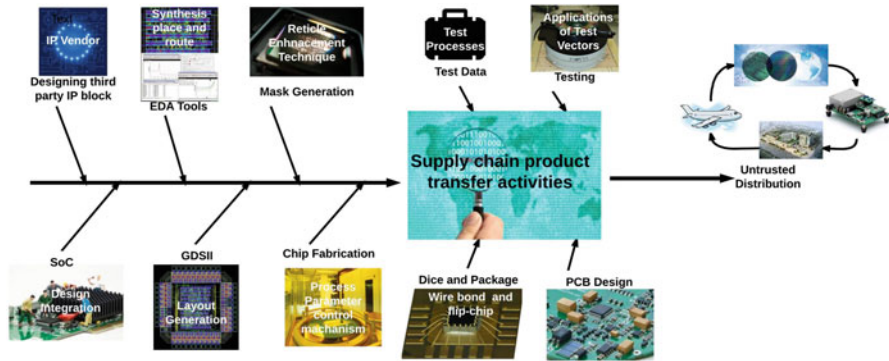 Text
IP Vendor
Designing third
party IP block
Synthesis
place and
route
EDA Tools
Reticle
Enhnacement
Technique
Mask Generation
Test
Processes
Test Data
Applications
of Test
Vectors
Testing
Supply chain product
transfer activities
Untrusted
Distribution
SoC
Design
Integration
GDSII
Layout
Generation
Chip Fabrication
Process
Parameter
control
mechanism
Dice and Package
Wire bond and
flip-chip
PCB Design